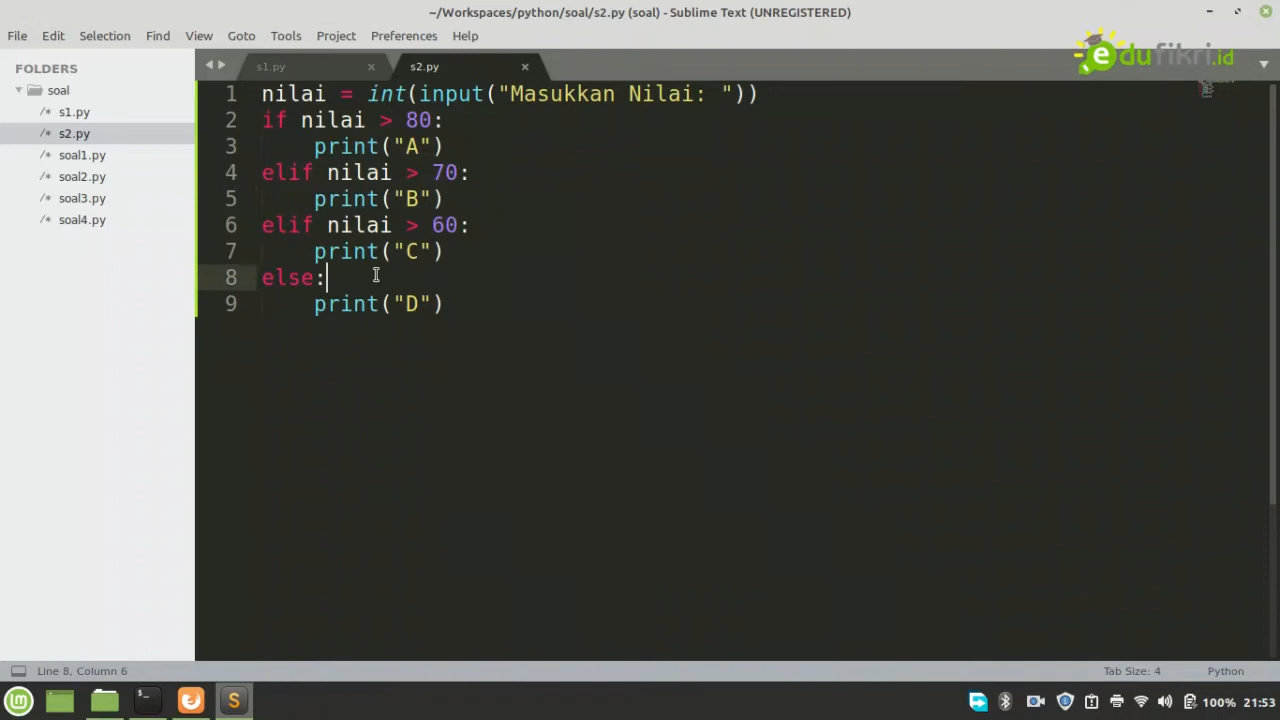 ~/Workspaces/python/soal/s2.py (soal) - Sublime Text (UNREGISTERED)
File Edit Selection Find View Goto Tools Project Preferences Help
edufikri.id
FOLDERS
soal
/* s1.py
/* s2.py
/* soal1.py
/* soal2.py
/* soal3.py
/* soal4.py
s1.py × s2.py ×
1 nilai = int(input("Masukkan Nilai: "))
2 if nilai > 80:
3     print("A")
4 elif nilai > 70:
5     print("B")
6 elif nilai > 60:
7     print("C")
8 else:
9     print("D")
Line 8, Column 6
Tab Size: 4
Python
100% 21:53